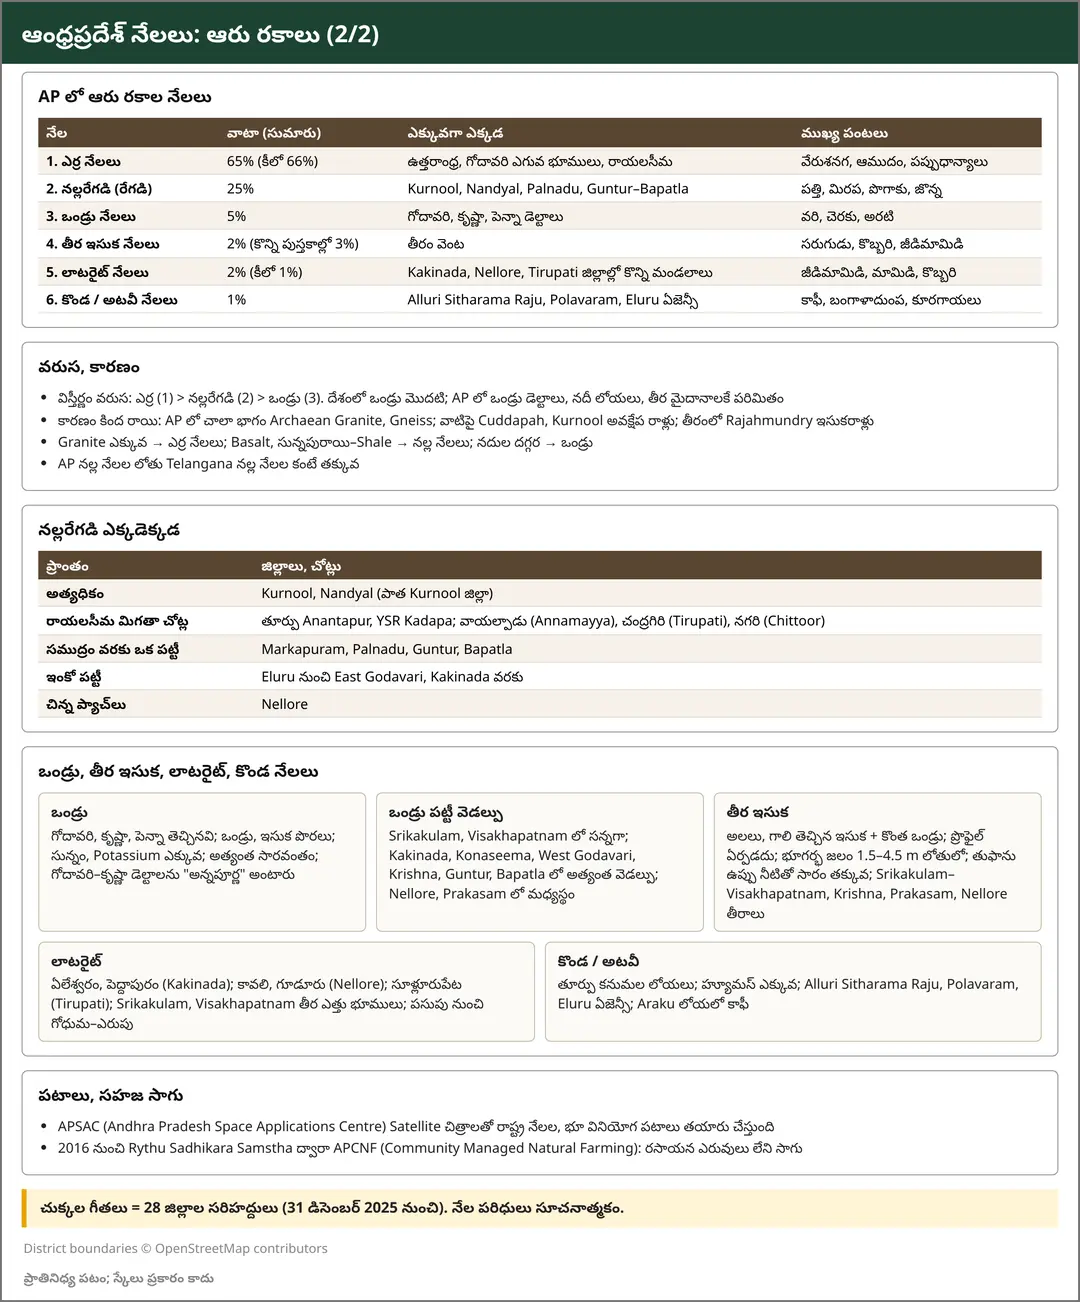 ఆంధ్రప్రదేశ్ నేలలు: ఆరు రకాలు (2/2)
AP లో ఆరు రకాల నేలలు
నేల వాటా (సుమారు) ఎక్కువగా ఎక్కడ ముఖ్య పంటలు
1. ఎర్ర నేలలు 65% (కీలో 66%) ఉత్తరాంధ్ర, గోదావరి ఎగువ భూములు, రాయలసీమ వేరుశనగ, ఆముదం, పప్పుధాన్యాలు
2. నల్లరేగడి (రేగడి) 25% Kurnool, Nandyal, Palnadu, Guntur–Bapatla పత్తి, మిరప, పొగాకు, జొన్న
3. ఒండ్రు నేలలు 5% గోదావరి, కృష్ణా, పెన్నా డెల్టాలు వరి, చెరకు, అరటి
4. తీర ఇసుక నేలలు 2% (కొన్ని పుస్తకాల్లో 3%) తీరం వెంట సరుగుడు, కొబ్బరి, జీడిమామిడి
5. లాటరైట్ నేలలు 2% (కీలో 1%) Kakinada, Nellore, Tirupati జిల్లాల్లో కొన్ని మండలాలు జీడిమామిడి, మామిడి, కొబ్బరి
6. కొండ / అటవీ నేలలు 1% Alluri Sitharama Raju, Polavaram, Eluru ఏజెన్సీ కాఫీ, బంగాళాదుంప, కూరగాయలు
వరుస, కారణం
• విస్తీర్ణం వరుస: ఎర్ర (1) > నల్లరేగడి (2) > ఒండ్రు (3). దేశంలో ఒండ్రు మొదటి; AP లో ఒండ్రు డెల్టాలు, నదీ లోయలు, తీర మైదానాలకే పరిమితం
• కారణం కింద రాయి: AP లో చాలా భాగం Archaean Granite, Gneiss; వాటిపై Cuddapah, Kurnool అవక్షేప రాళ్లు; తీరంలో Rajahmundry ఇసుకరాళ్లు
• Granite ఎక్కువ → ఎర్ర నేలలు; Basalt, సున్నపురాయి–Shale → నల్ల నేలలు; నదుల దగ్గర → ఒండ్రు
• AP నల్ల నేలల లోతు Telangana నల్ల నేలల కంటే తక్కువ
నల్లరేగడి ఎక్కడెక్కడ
ప్రాంతం జిల్లాలు, చోట్లు
అత్యధికం Kurnool, Nandyal (పాత Kurnool జిల్లా)
రాయలసీమ మిగతా చోట్ల తూర్పు Anantapur, YSR Kadapa; వాయల్పాడు (Annamayya), చంద్రగిరి (Tirupati), నగరి (Chittoor)
సముద్రం వరకు ఒక పట్టీ Markapuram, Palnadu, Guntur, Bapatla
ఇంకో పట్టీ Eluru నుంచి East Godavari, Kakinada వరకు
చిన్న ప్యాచ్‌లు Nellore
ఒండ్రు, తీర ఇసుక, లాటరైట్, కొండ నేలలు
ఒండ్రు
గోదావరి, కృష్ణా, పెన్నా తెచ్చినవి; ఒండ్రు, ఇసుక పొరలు;
సున్నం, Potassium ఎక్కువ; అత్యంత సారవంతం;
గోదావరి–కృష్ణా డెల్టాలను "అన్నపూర్ణ" అంటారు
ఒండ్రు పట్టీ వెడల్పు
Srikakulam, Visakhapatnam లో సన్నగా;
Kakinada, Konaseema, West Godavari,
Krishna, Guntur, Bapatla లో అత్యంత వెడల్పు;
Nellore, Prakasam లో మధ్యస్థం
తీర ఇసుక
అలలు, గాలి తెచ్చిన ఇసుక + కొంత ఒండ్రు; ప్రొఫైల్
ఏర్పడదు; భూగర్భ జలం 1.5–4.5 m లోతులో; తుఫాను
ఉప్పు నీటితో సారం తక్కువ; Srikakulam–
Visakhapatnam, Krishna, Prakasam, Nellore
తీరాలు
లాటరైట్
ఏలేశ్వరం, పెద్దాపురం (Kakinada); కావలి, గూడూరు (Nellore); సూళ్లూరుపేట
(Tirupati); Srikakulam, Visakhapatnam తీర ఎత్తు భూములు; పసుపు నుంచి
గోధుమ–ఎరుపు
కొండ / అటవీ
తూర్పు కనుమల లోయలు; హ్యూమస్ ఎక్కువ; Alluri Sitharama Raju, Polavaram,
Eluru ఏజెన్సీ; Araku లోయలో కాఫీ
పటాలు, సహజ సాగు
• APSAC (Andhra Pradesh Space Applications Centre) Satellite చిత్రాలతో రాష్ట్ర నేలల, భూ వినియోగ పటాలు తయారు చేస్తుంది
• 2016 నుంచి Rythu Sadhikara Samstha ద్వారా APCNF (Community Managed Natural Farming): రసాయన ఎరువులు లేని సాగు
చుక్కల గీతలు = 28 జిల్లాల సరిహద్దులు (31 డిసెంబర్ 2025 నుంచి). నేల పరిధులు సూచనాత్మకం.
District boundaries © OpenStreetMap contributors
ప్రాతినిధ్య పటం; స్కేలు ప్రకారం కాదు